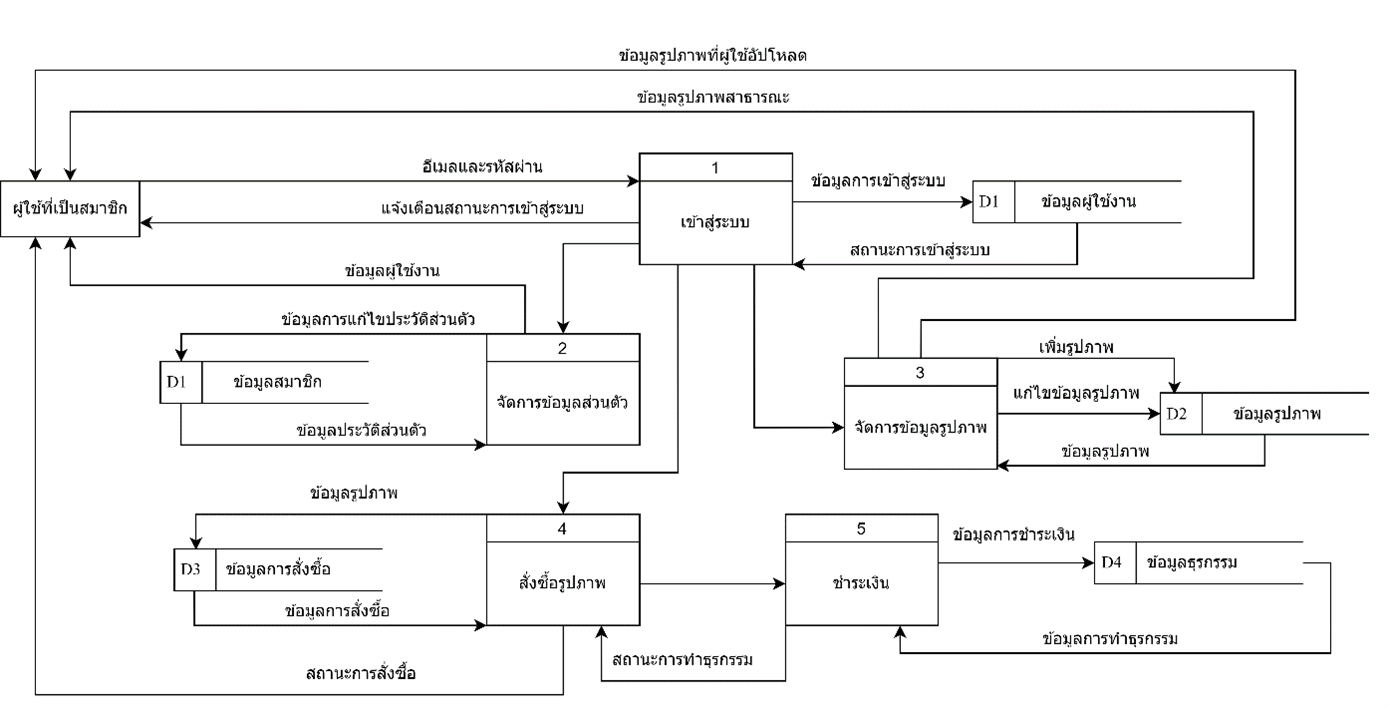 ข้อมูลรูปภาพที่ผู้ใช้อัปโหลด
ข้อมูลรูปภาพสาธารณะ
อีเมลและรหัสผ่าน
1
ข้อมูลการเข้าสู่ระบบ
ผู้ใช้ที่เป็นสมาชิก
แจ้งเตือนสถานะการเข้าสู่ระบบ
เข้าสู่ระบบ
D1
ข้อมูลผู้ใช้งาน
สถานะการเข้าสู่ระบบ
ข้อมูลผู้ใช้งาน
ข้อมูลการแก้ไขประวัติส่วนตัว
2
เพิ่มรูปภาพ
D1
ข้อมูลสมาชิก
จัดการข้อมูลส่วนตัว
3
แก้ไขข้อมูลรูปภาพ
D2
ข้อมูลรูปภาพ
ข้อมูลประวัติส่วนตัว
จัดการข้อมูลรูปภาพ
ข้อมูลรูปภาพ
ข้อมูลรูปภาพ
4
5
ข้อมูลการชำระเงิน
D3
ข้อมูลการสั่งซื้อ
สั่งซื้อรูปภาพ
ชำระเงิน
D4
ข้อมูลธุรกรรม
ข้อมูลการสั่งซื้อ
ข้อมูลการทำธุรกรรม
สถานะการทำธุรกรรม
สถานะการสั่งซื้อ